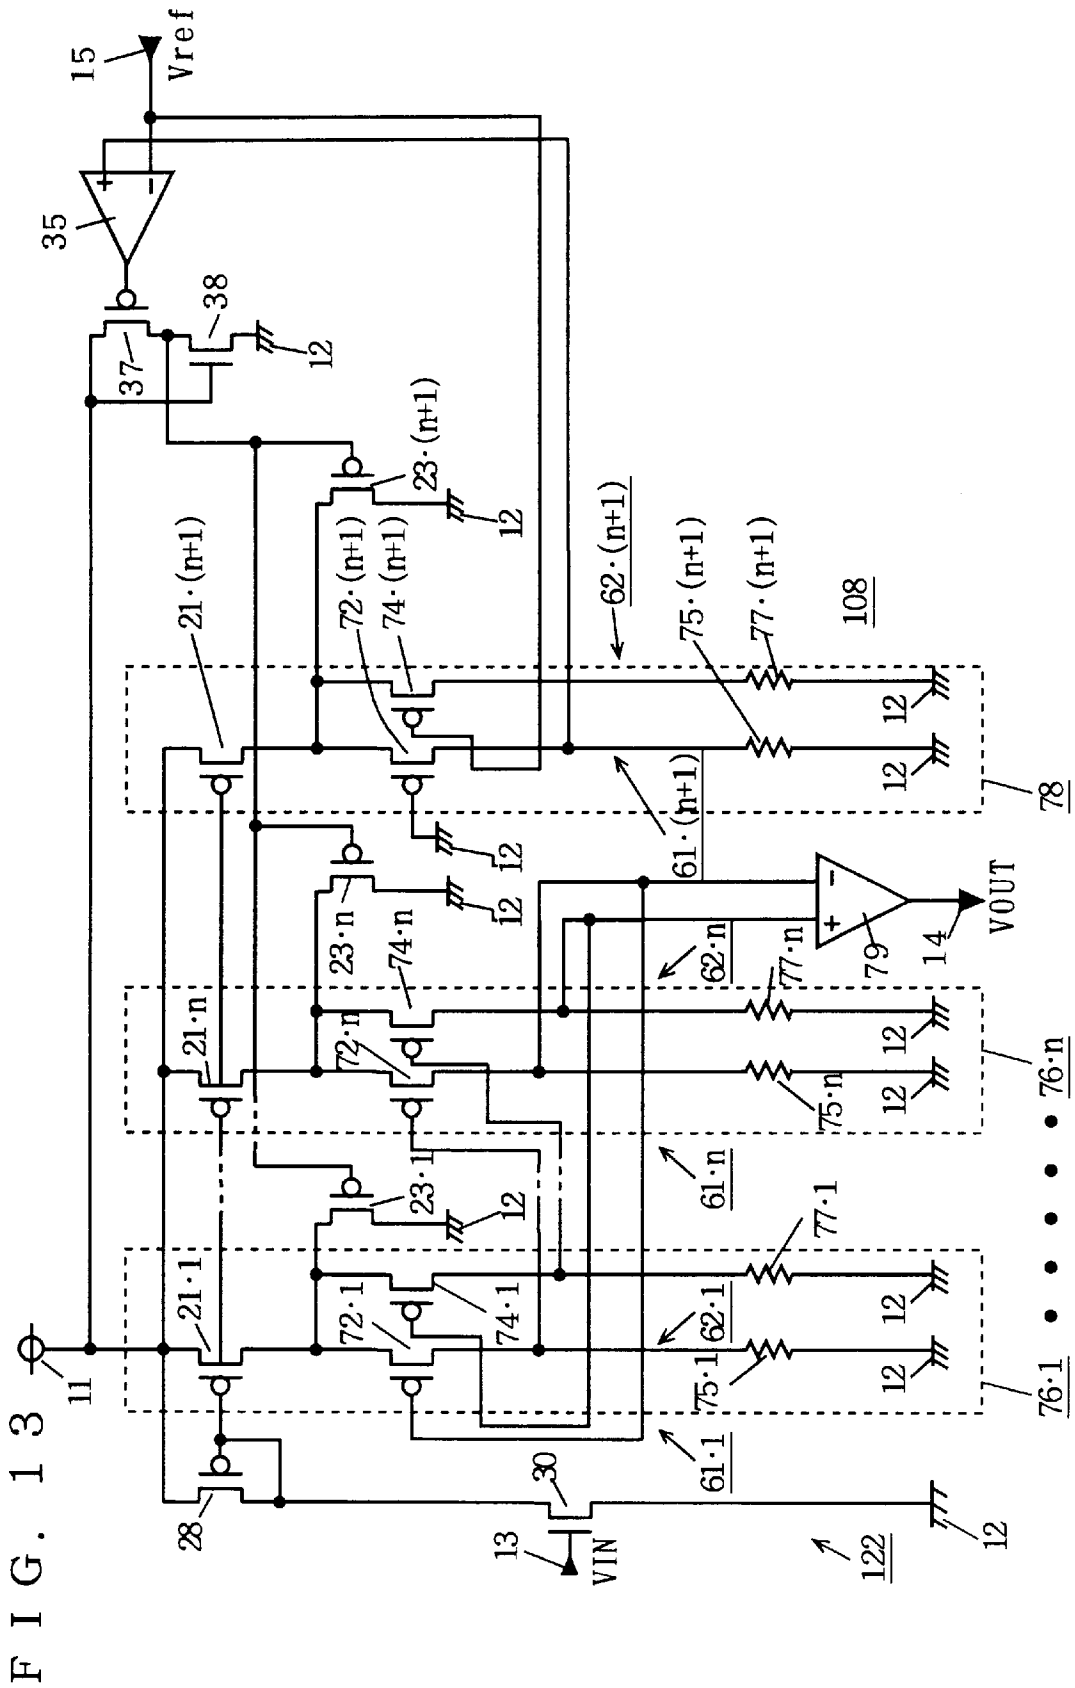 FIG. 13
11
28
21·1
21·n
21·(n+1)
37
38
12
35
15
Vref
72·1
74·1
23·1
12
72·n
74·n
23·n
12
12
72·(n+1)
74·(n+1)
23·(n+1)
12
13
VIN
30
61·1
62·1
61·n
62·n
61·(n+1)
62·(n+1)
75·1
77·1
75·n
77·n
75·(n+1)
77·(n+1)
12
12
12
12
12
12
12
79
14
VOUT
122
108
76·1
76·n
78
+
−
+
−